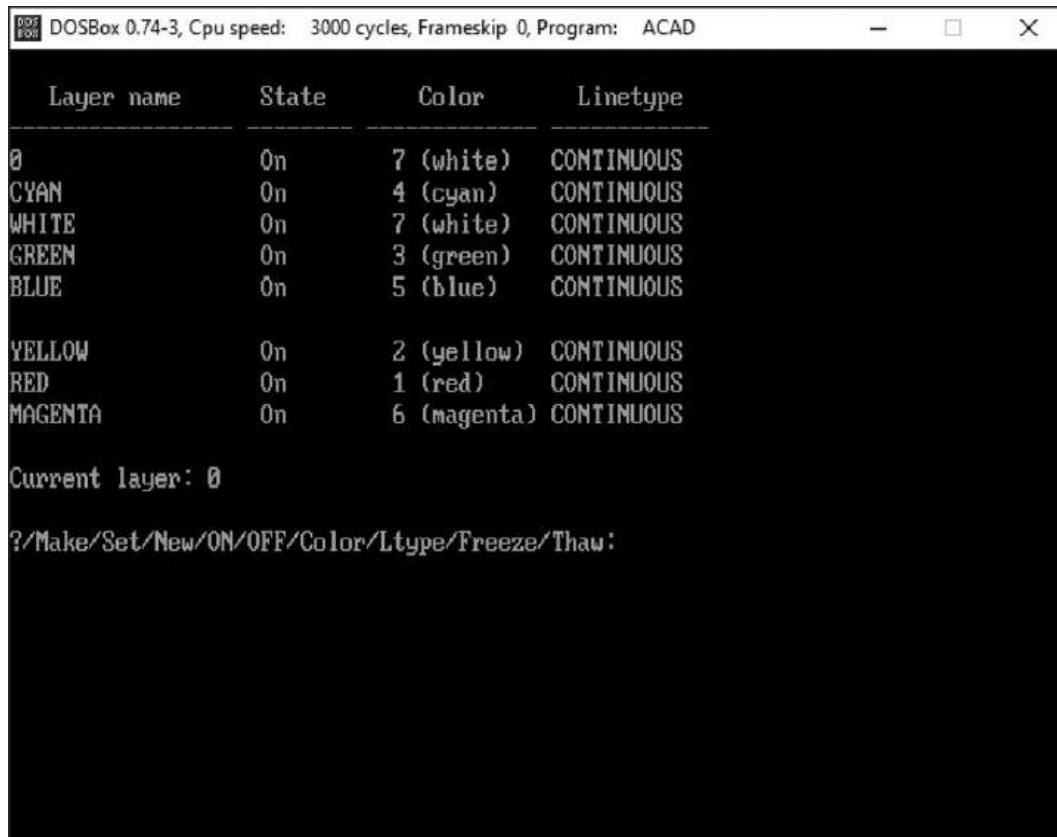 DOSBox 0.74-3, Cpu speed: 3000 cycles, Frameskip 0, Program: ACAD
Layer name State Color Linetype
----------------- -------- ------------- ------------
0 On 7 (white) CONTINUOUS
CYAN On 4 (cyan) CONTINUOUS
WHITE On 7 (white) CONTINUOUS
GREEN On 3 (green) CONTINUOUS
BLUE On 5 (blue) CONTINUOUS
YELLOW On 2 (yellow) CONTINUOUS
RED On 1 (red) CONTINUOUS
MAGENTA On 6 (magenta) CONTINUOUS
Current layer: 0
?/Make/Set/New/ON/OFF/Color/Ltype/Freeze/Thaw: